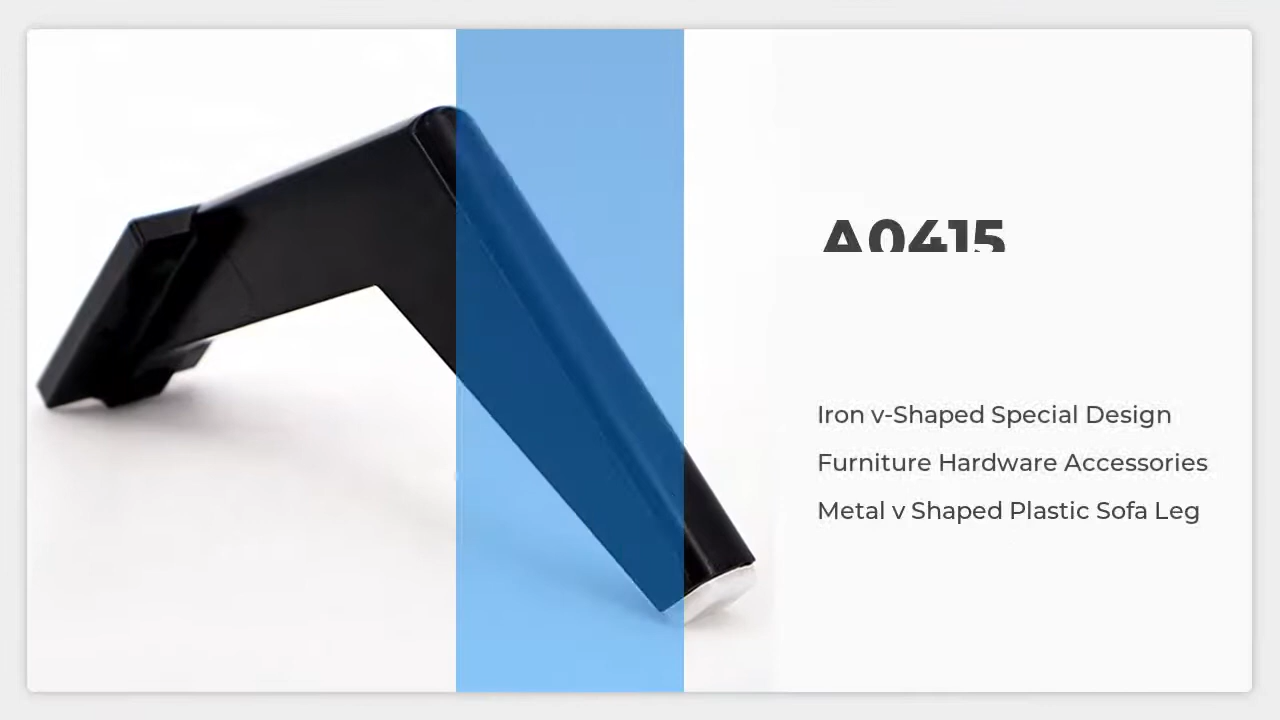 A0415
Iron v-Shaped Special Design
Furniture Hardware Accessories
Metal v Shaped Plastic Sofa Leg